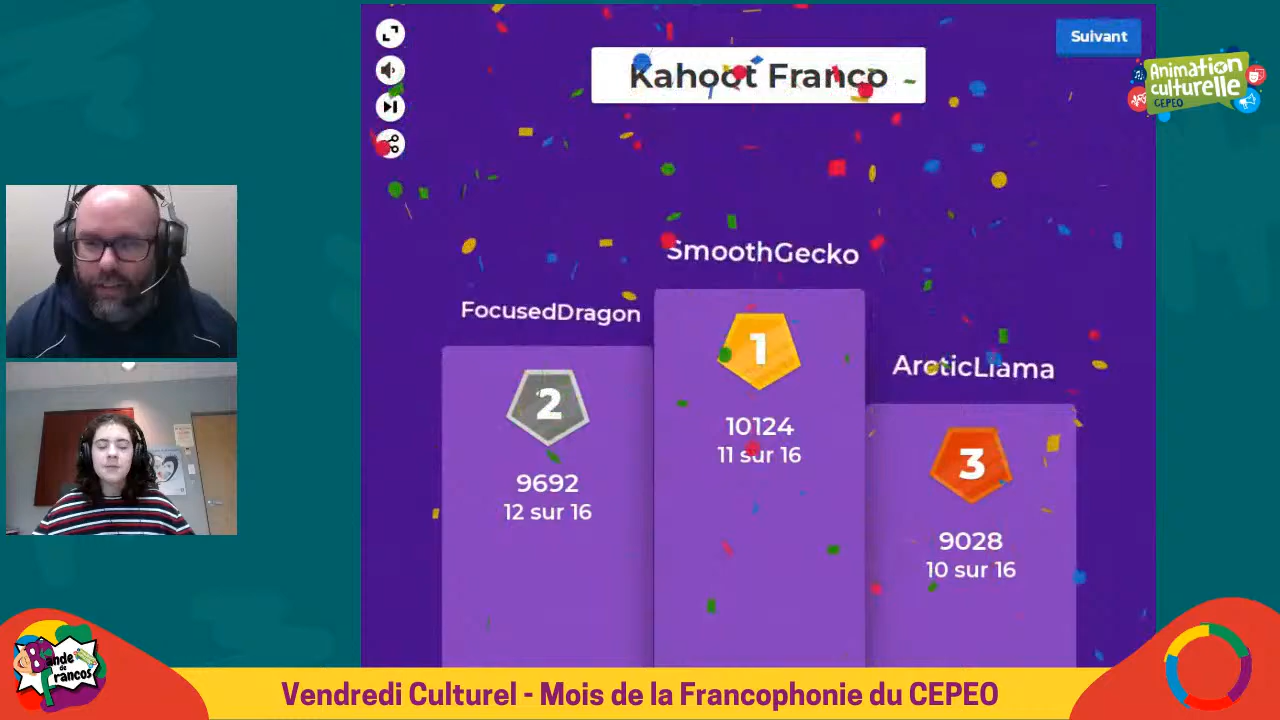 Suivant
Kahoot Franco
Animation
culturelle
CEPEO
SmoothGecko
FocusedDragon
ArcticLlama
1
10124
11 sur 16
2
9692
12 sur 16
3
9028
10 sur 16
Bande
de
Francos
Vendredi Culturel - Mois de la Francophonie du CEPEO